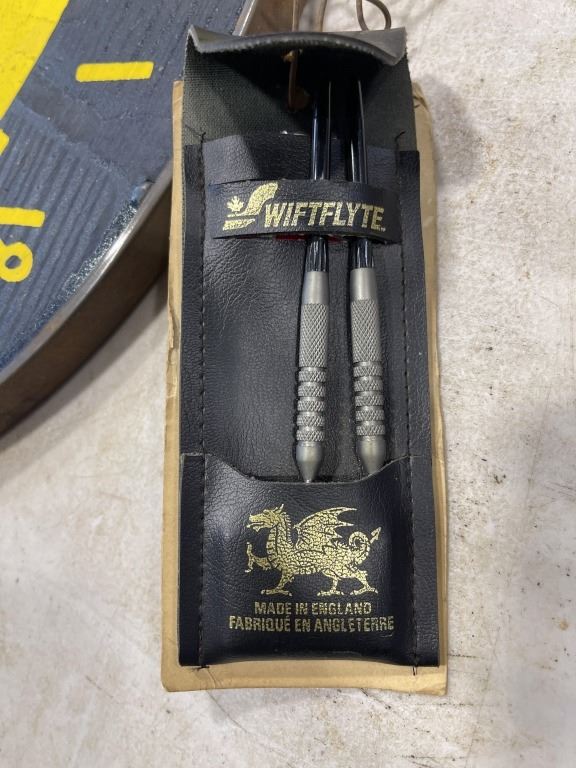 SWIFTFLYTE
MADE IN ENGLAND
FABRIQUÉ EN ANGLETERRE